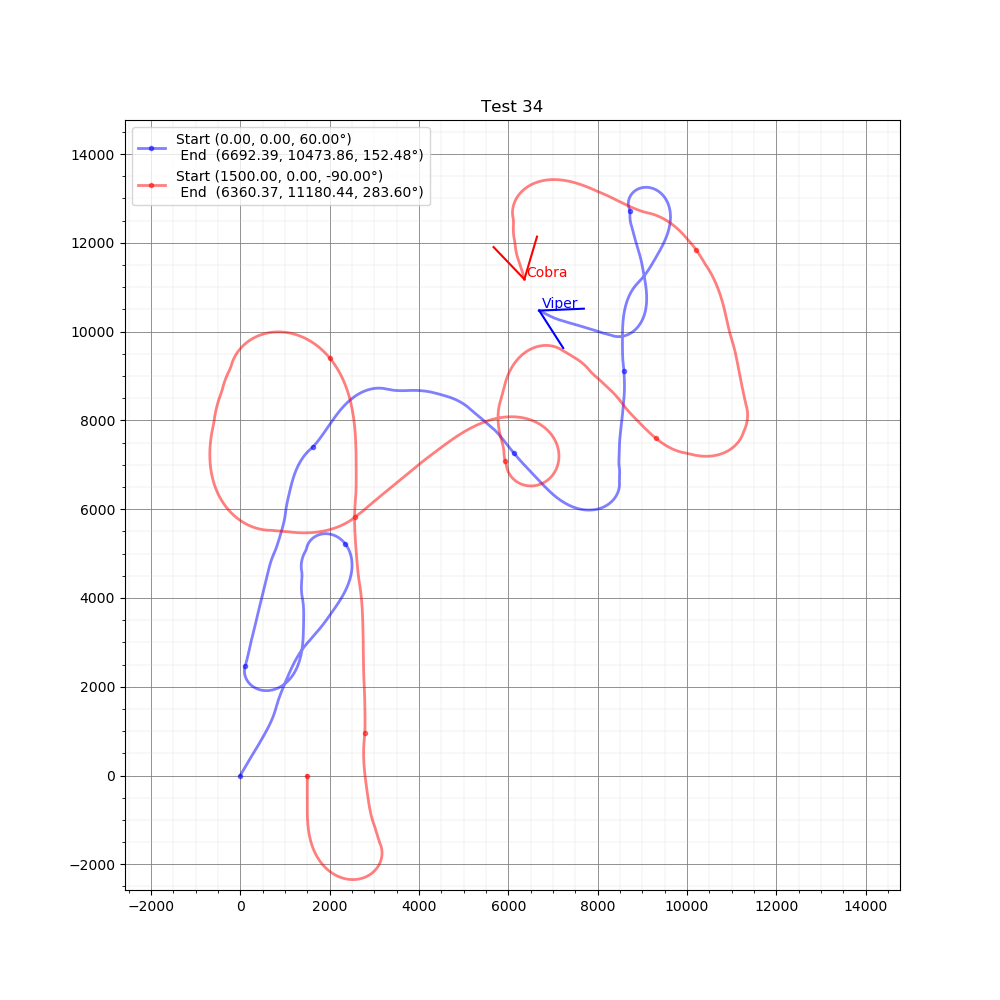 Test 34
Start (0.00, 0.00, 60.00°)
End (6692.39, 10473.86, 152.48°)
Start (1500.00, 0.00, -90.00°)
End (6360.37, 11180.44, 283.60°)
14000
12000
10000
8000
6000
4000
2000
0
−2000
Cobra
Viper
−2000 0 2000 4000 6000 8000 10000 12000 14000